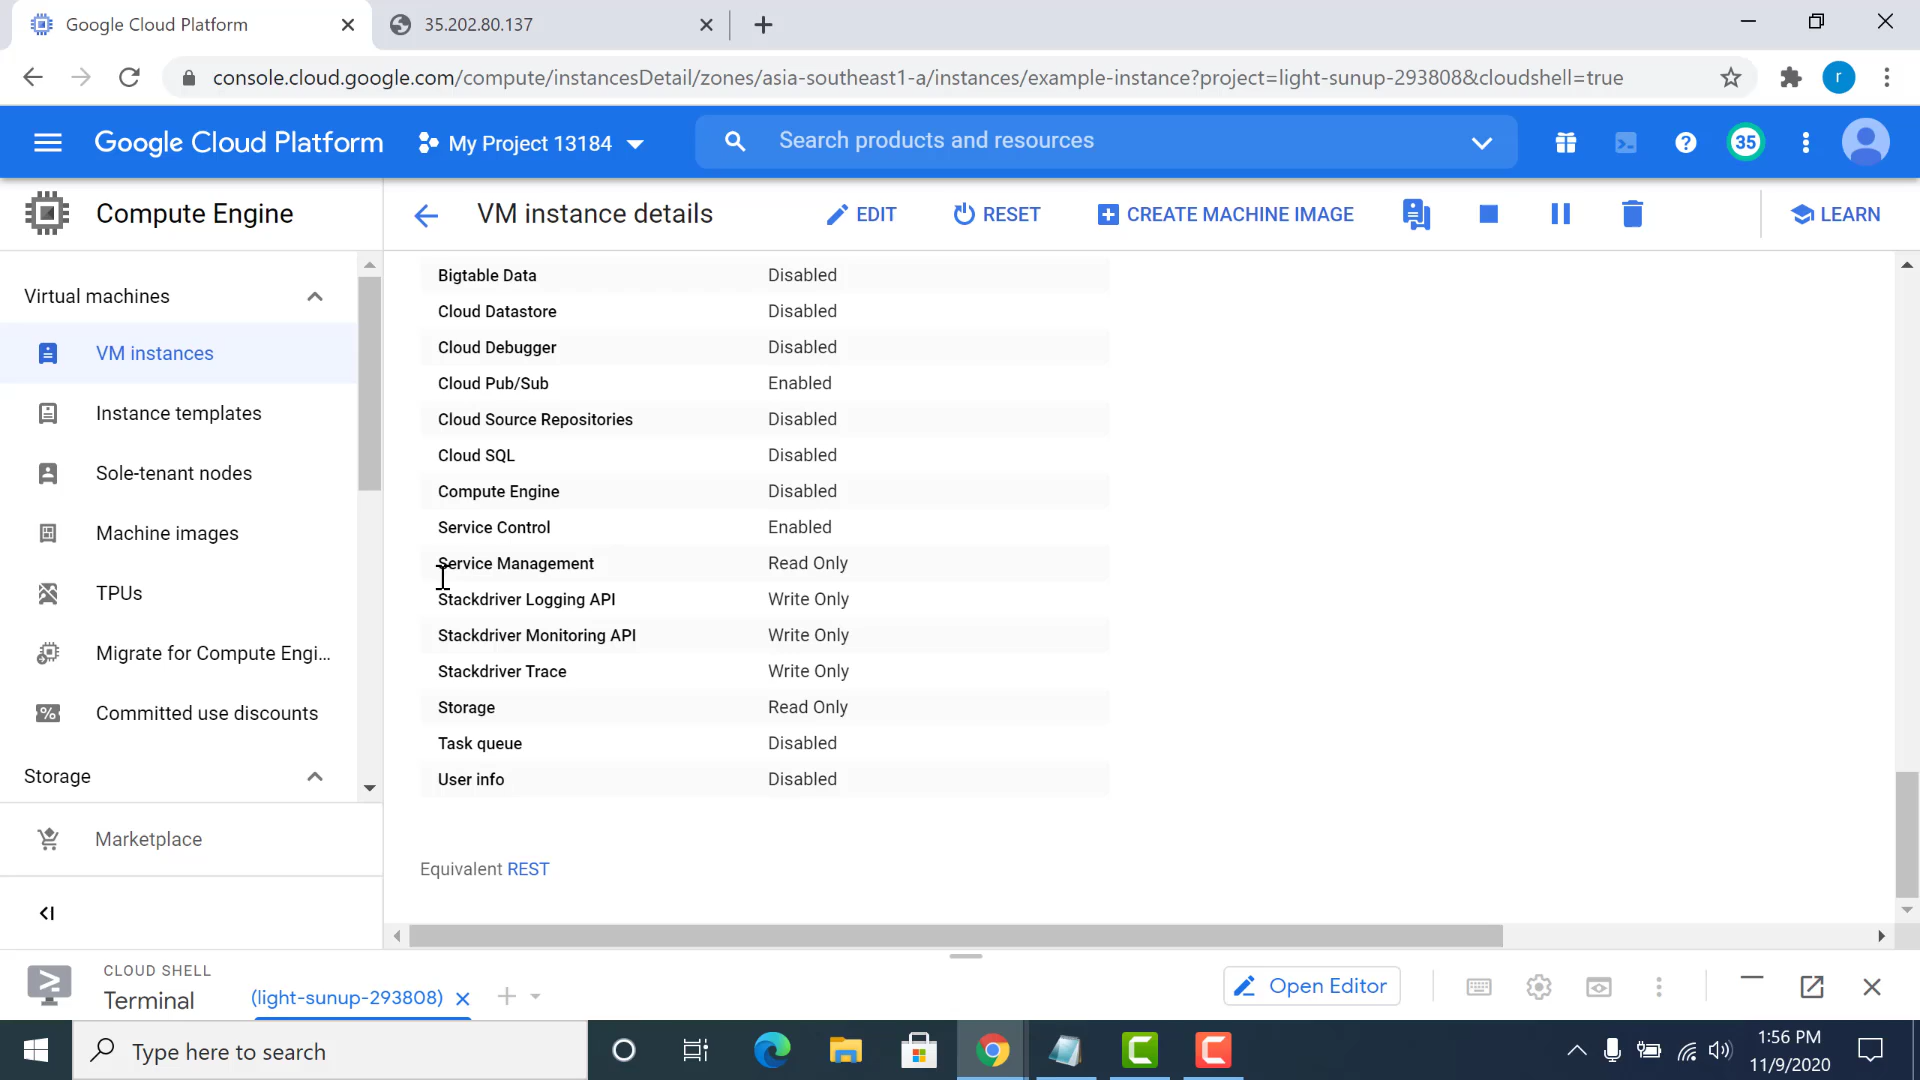 Google Cloud Platform
35.202.80.137
console.cloud.google.com/compute/instancesDetail/zones/asia-southeast1-a/instances/example-instance?project=light-sunup-293808&cloudshell=true
r
Google Cloud Platform
My Project 13184
Search products and resources
35
Compute Engine
VM instance details
EDIT
RESET
CREATE MACHINE IMAGE
LEARN
Virtual machines
VM instances
Instance templates
Sole-tenant nodes
Machine images
TPUs
Migrate for Compute Engi...
Committed use discounts
Storage
Marketplace
Bigtable Data Disabled
Cloud Datastore Disabled
Cloud Debugger Disabled
Cloud Pub/Sub Enabled
Cloud Source Repositories Disabled
Cloud SQL Disabled
Compute Engine Disabled
Service Control Enabled
Service Management Read Only
Stackdriver Logging API Write Only
Stackdriver Monitoring API Write Only
Stackdriver Trace Write Only
Storage Read Only
Task queue Disabled
User info Disabled
Equivalent REST
CLOUD SHELL
Terminal
(light-sunup-293808)
Open Editor
Type here to search
1:56 PM
11/9/2020